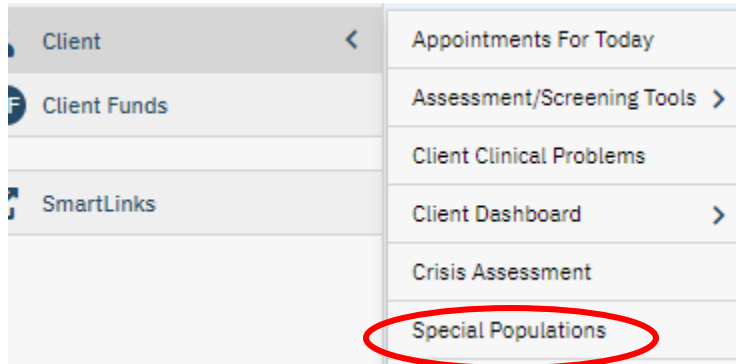 Client
Client Funds
SmartLinks
Appointments For Today
Assessment/Screening Tools
Client Clinical Problems
Client Dashboard
Crisis Assessment
Special Populations